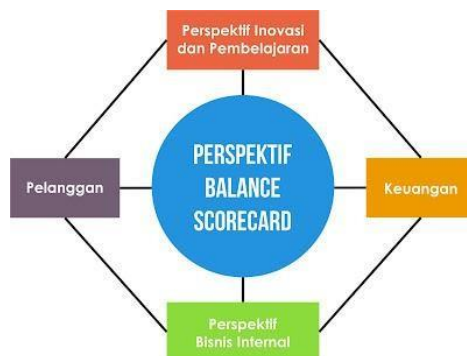 Perspektif Inovasi
dan Pembelajaran
Pelanggan
PERSPEKTIF
BALANCE
SCORECARD
Keuangan
Perspektif
Bisnis Internal